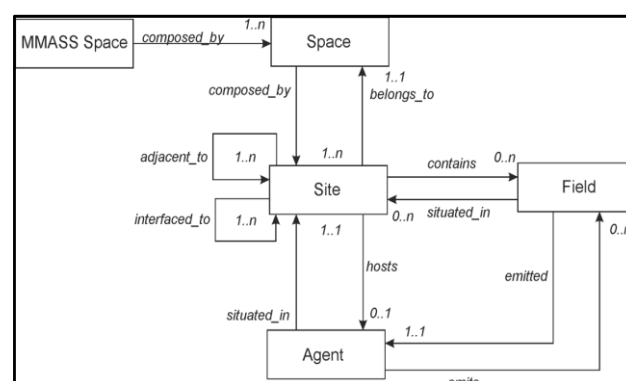 1..n
MMASS Space
composed_by
Space
1..1
composed_by
belongs_to
adjacent_to
1..n
1..n
contains
0..n
Site
Field
interfaced_to
1..n
situated_in
1..1
0..n
0..n
hosts
emitted
situated_in
0..1
1..1
Agent
emits